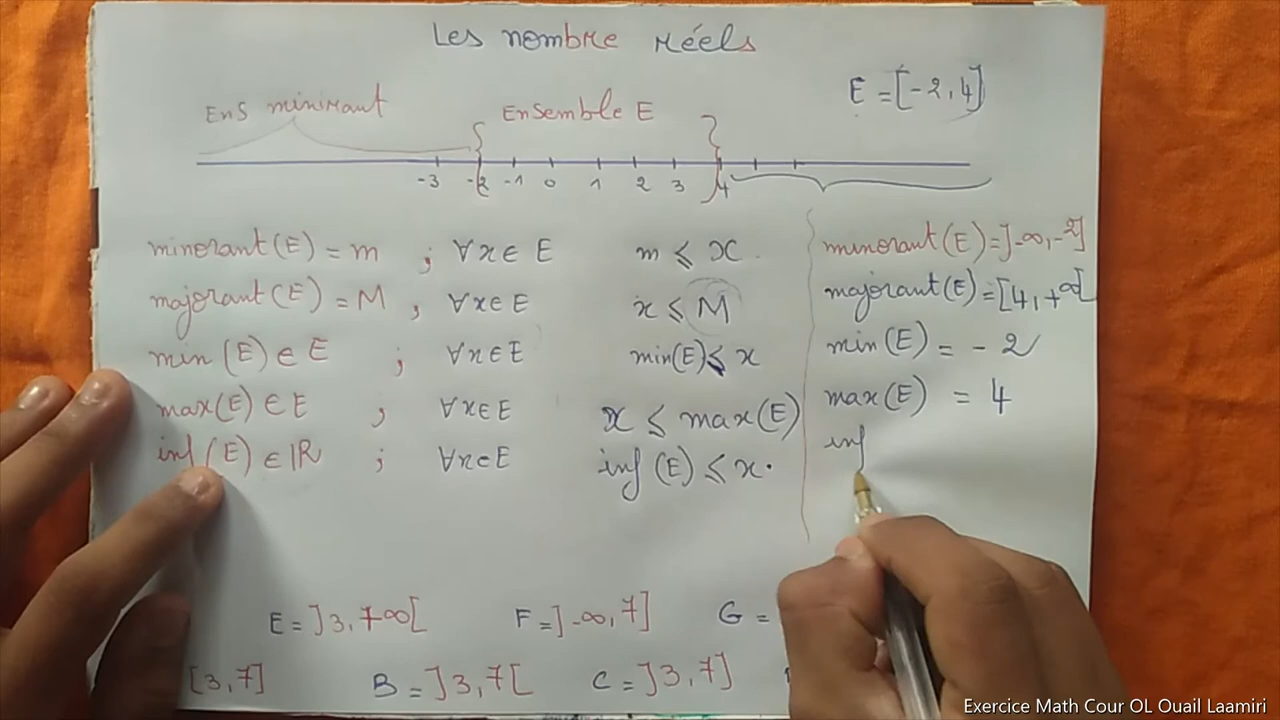 Les nombre réels
E = [-2, 4]
Ens minirant
Ensemble E
-3 -2 -1 0 1 2 3 4
minorant (E) = m ; ∀x∈E m ⩽ x
minorant (E) = ]-∞, -2]
majorant (E) = M , ∀x∈E x ⩽ M
majorant (E) = [4, +∞[
min (E) ∈ E ; ∀x∈E min(E) ⩽ x
min (E) = -2
max(E) ∈ E , ∀x∈E x ⩽ max(E)
max(E) = 4
inf (E) ∈ ℝ ; ∀x∈E inf (E) ⩽ x.
inf
E = ]3, +∞[ F = ]-∞, 7] G =
[3, 7] B = ]3, 7[ C = ]3, 7]
Exercice Math Cour OL Ouail Laamiri